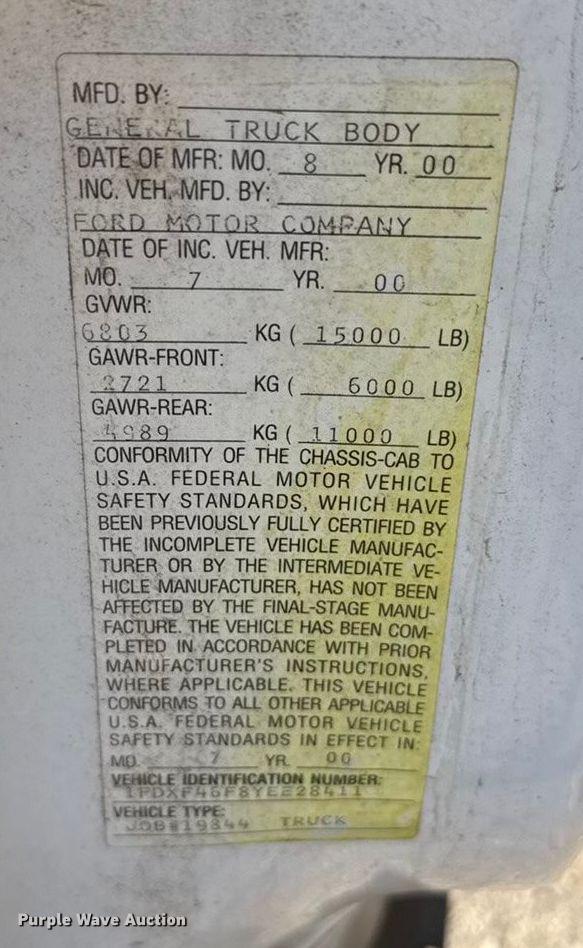 MFD. BY:
GENERAL TRUCK BODY
DATE OF MFR: MO. 8 YR. 00
INC. VEH. MFD. BY:
FORD MOTOR COMPANY
DATE OF INC. VEH. MFR:
MO. 7 YR. 00
GVWR:
6803 KG ( 15000 LB)
GAWR-FRONT:
2721 KG ( 6000 LB)
GAWR-REAR:
4989 KG ( 11000 LB)
CONFORMITY OF THE CHASSIS-CAB TO
U.S.A. FEDERAL MOTOR VEHICLE
SAFETY STANDARDS, WHICH HAVE
BEEN PREVIOUSLY FULLY CERTIFIED BY
THE INCOMPLETE VEHICLE MANUFAC-
TURER OR BY THE INTERMEDIATE VE-
HICLE MANUFACTURER, HAS NOT BEEN
AFFECTED BY THE FINAL-STAGE MANU-
FACTURE. THE VEHICLE HAS BEEN COM-
PLETED IN ACCORDANCE WITH PRIOR
MANUFACTURER'S INSTRUCTIONS,
WHERE APPLICABLE. THIS VEHICLE
CONFORMS TO ALL OTHER APPLICABLE
U.S.A. FEDERAL MOTOR VEHICLE
SAFETY STANDARDS IN EFFECT IN:
MO. 7 YR. 00
VEHICLE IDENTIFICATION NUMBER:
1FDXF46F8YEE28411
VEHICLE TYPE:
JOB#19844 TRUCK
Purple Wave Auction